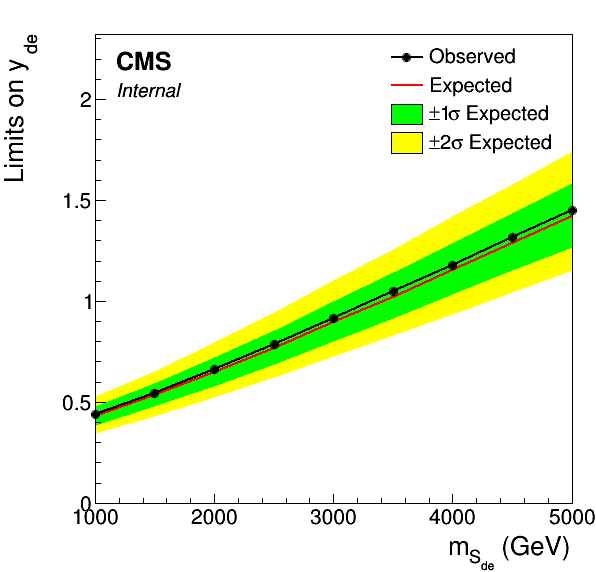 Limits on y_de
CMS
Internal
Observed
Expected
±1σ Expected
±2σ Expected
2
1.5
1
0.5
0
1000 2000 3000 4000 5000
m_S_de (GeV)